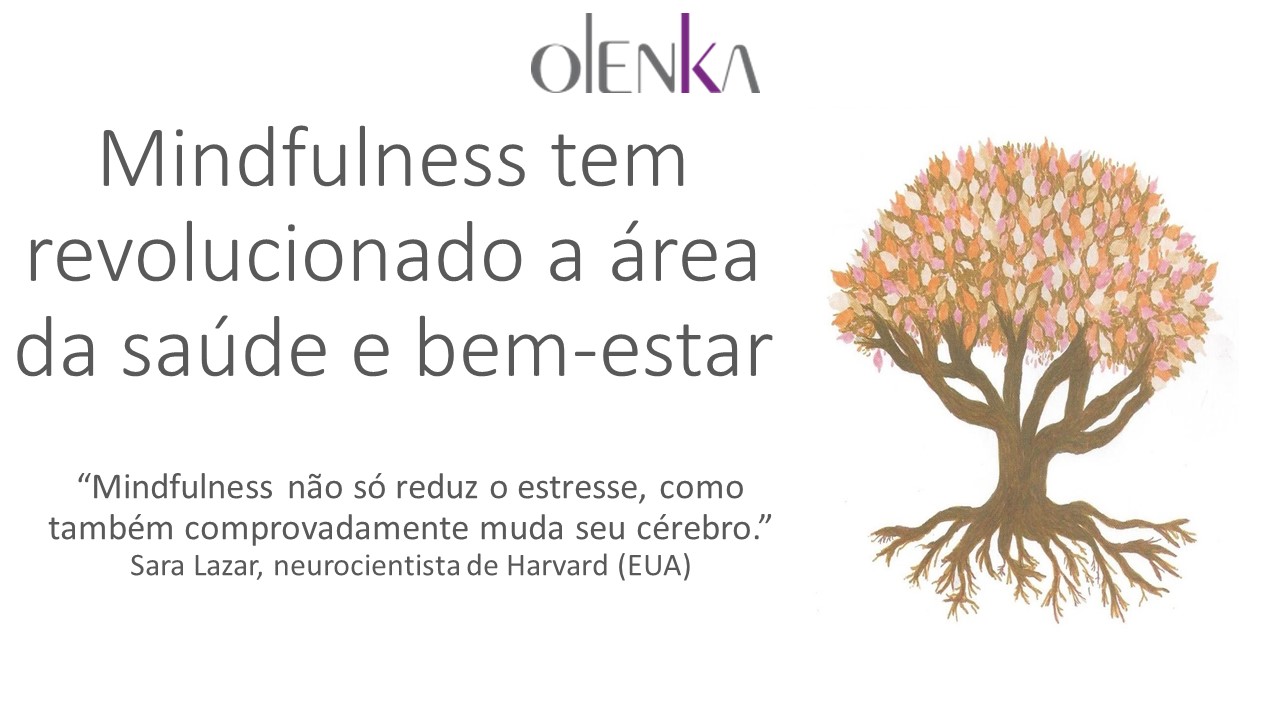 OlENKA
Mindfulness tem
revolucionado a área
da saúde e bem-estar
“Mindfulness não só reduz o estresse, como
também comprovadamente muda seu cérebro.”
Sara Lazar, neurocientista de Harvard (EUA)